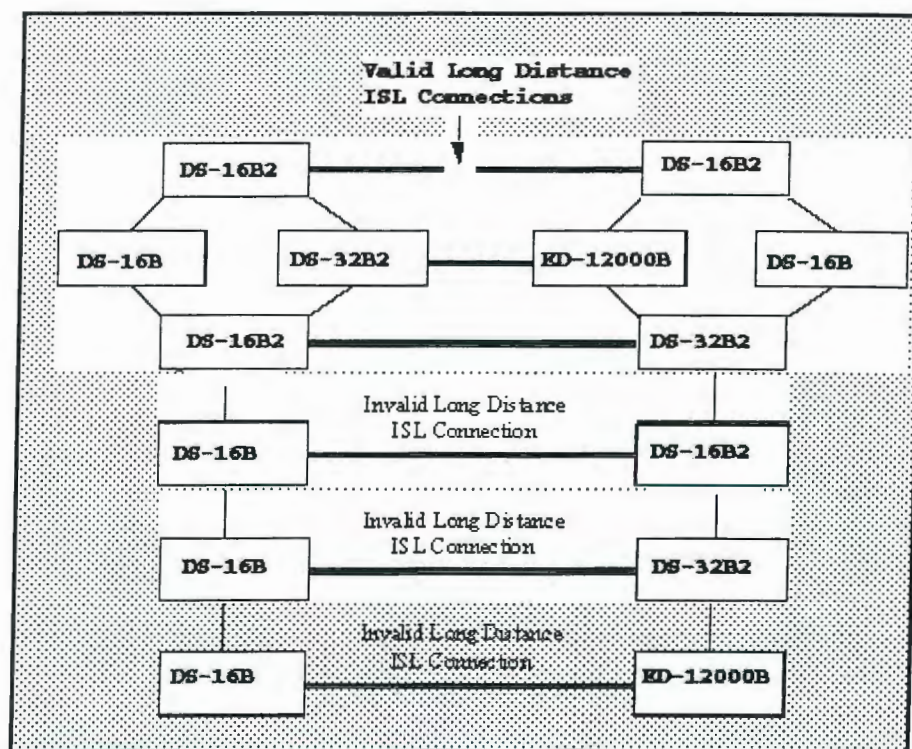 Valid Long Distance
ISL Connections
DS-16B2
DS-16B2
DS-16B
DS-32B2
ED-12000B
DS-16B
DS-16B2
DS-32B2
Invalid Long Distance
ISL Connection
DS-16B
DS-16B2
Invalid Long Distance
ISL Connection
DS-16B
DS-32B2
Invalid Long Distance
ISL Connection
DS-16B
ED-12000B